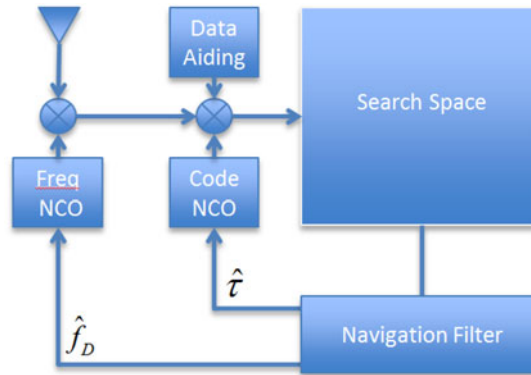 Data
Aiding
Search Space
Freq
NCO
Code
NCO
τ̂
f̂_D
Navigation Filter